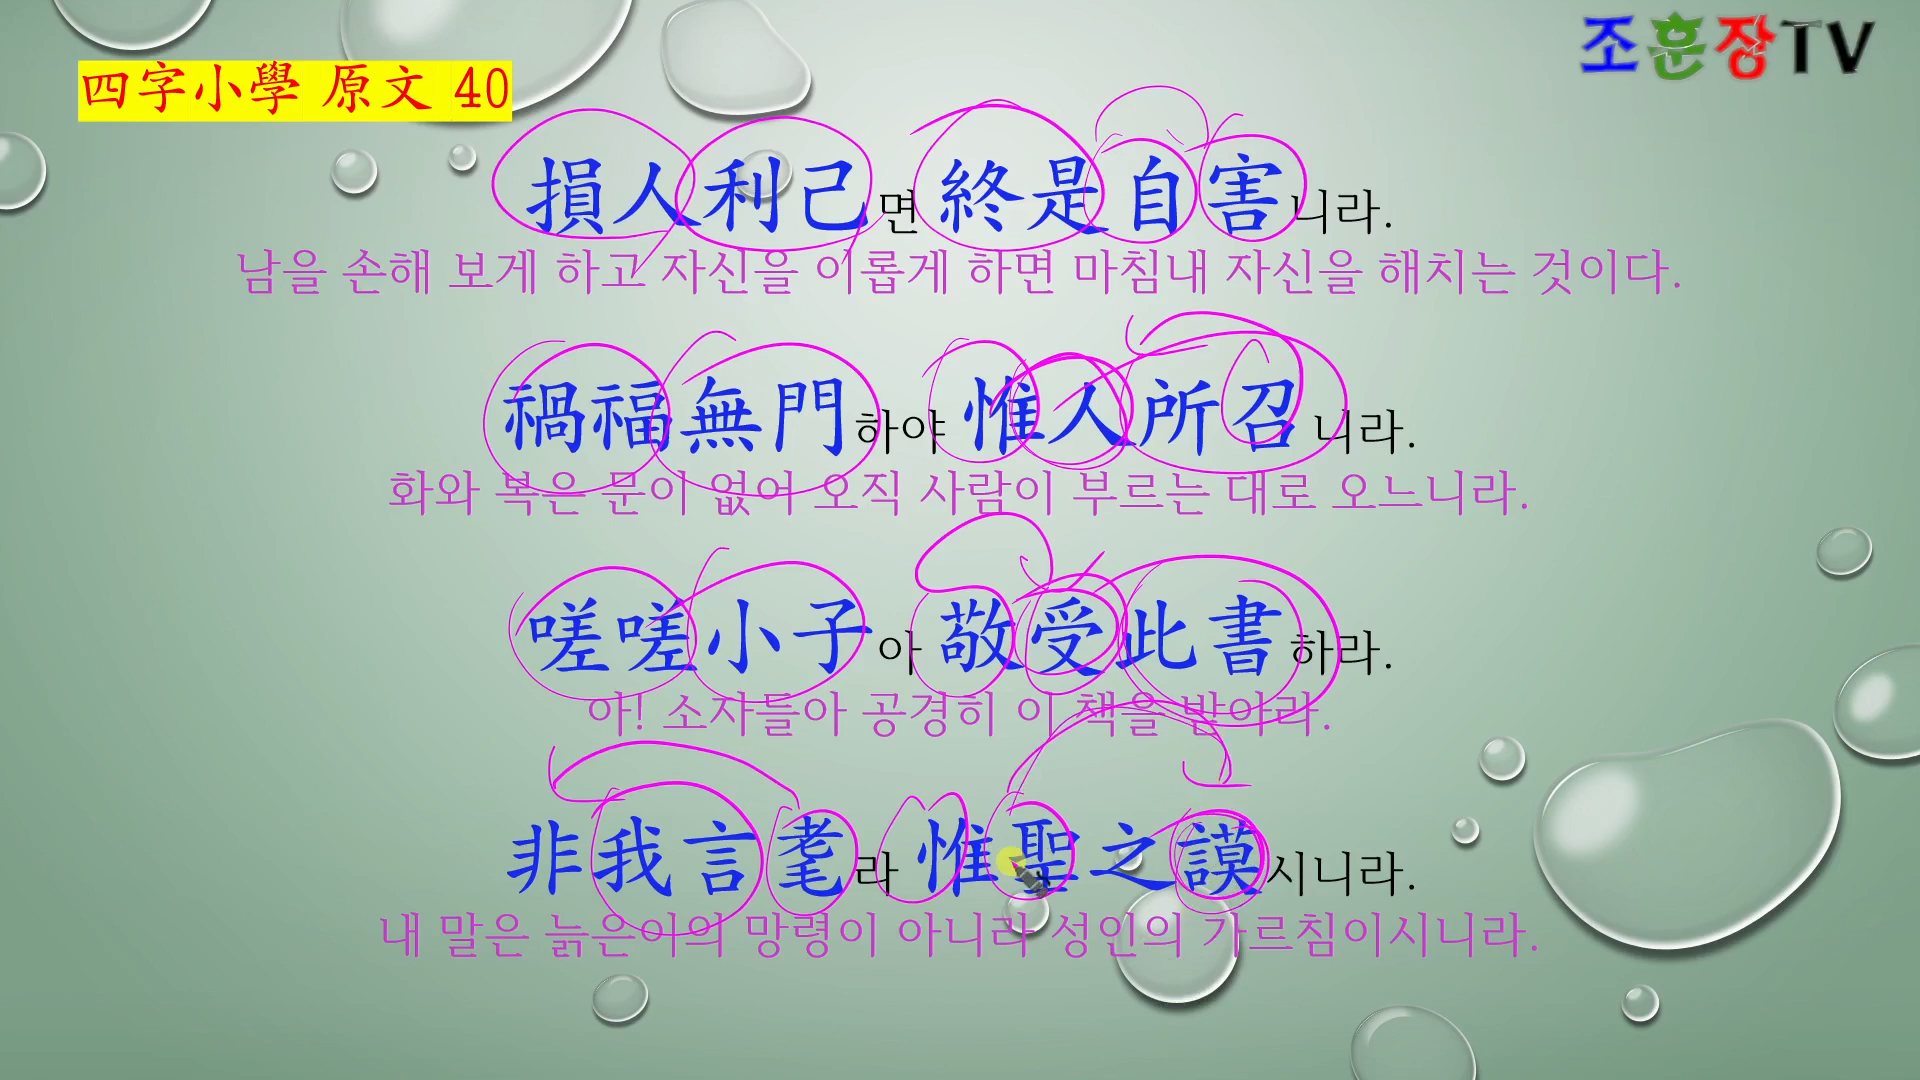 조훈장TV
四字小學 原文 40
損人利己면 終是自害니라.
남을 손해 보게 하고 자신을 이롭게 하면 마침내 자신을 해치는 것이다.
禍福無門하야 惟人所召니라.
화와 복은 문이 없어 오직 사람이 부르는 대로 오느니라.
嗟嗟小子아 敬受此書하라.
아! 소자들아 공경히 이 책을 받아라.
非我言耄라 惟聖之謨시니라.
내 말은 늙은이의 망령이 아니라 성인의 가르침이시니라.